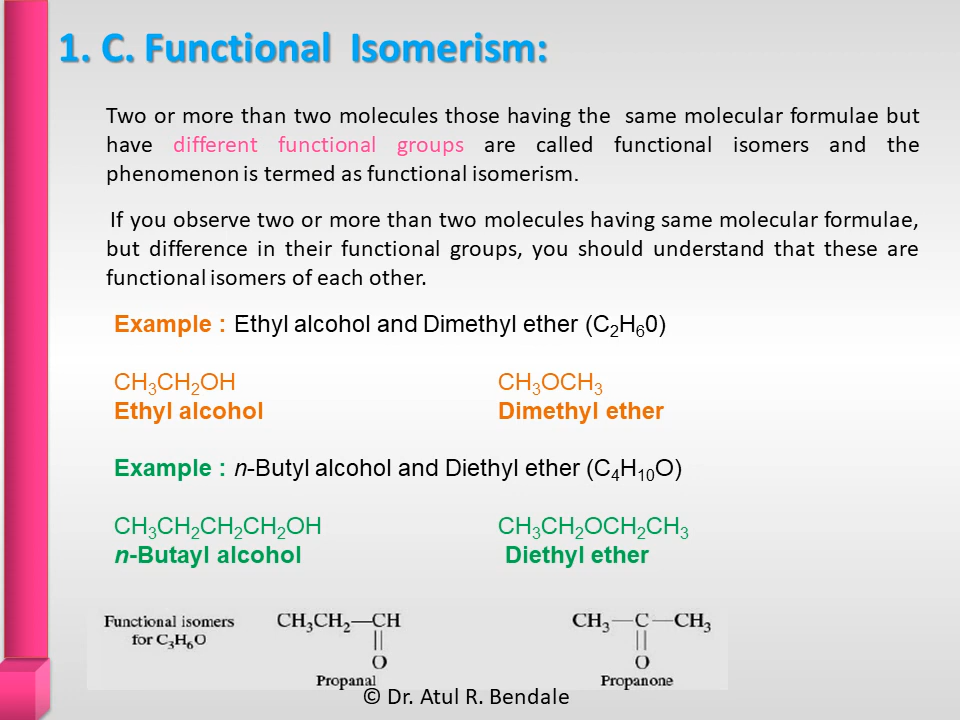 1. C. Functional Isomerism:
Two or more than two molecules those having the same molecular formulae but
have different functional groups are called functional isomers and the
phenomenon is termed as functional isomerism.
If you observe two or more than two molecules having same molecular formulae,
but difference in their functional groups, you should understand that these are
functional isomers of each other.
Example : Ethyl alcohol and Dimethyl ether (C₂H₆0)
CH₃CH₂OH CH₃OCH₃
Ethyl alcohol Dimethyl ether
Example : n-Butyl alcohol and Diethyl ether (C₄H₁₀O)
CH₃CH₂CH₂CH₂OH CH₃CH₂OCH₂CH₃
n-Butayl alcohol Diethyl ether
Functional isomers
for C₃H₆O
CH₃CH₂—CH
||
O
Propanal
CH₃—C—CH₃
||
O
Propanone
© Dr. Atul R. Bendale